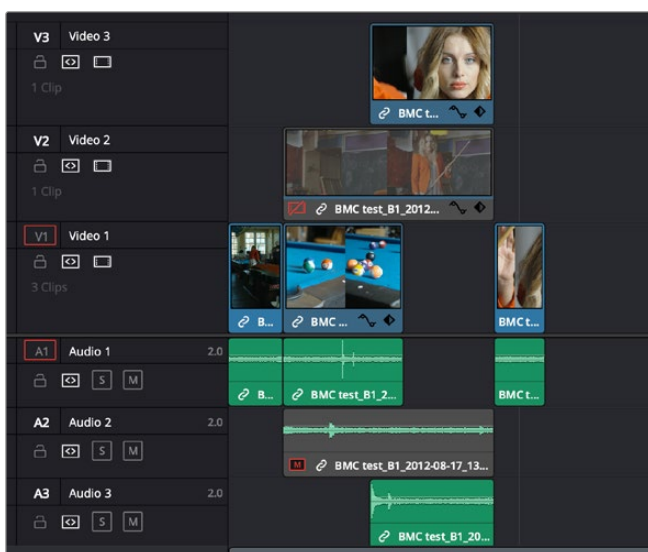 V3 Video 3
1 Clip
BMC t...
V2 Video 2
1 Clip
BMC test_B1_2012...
V1 Video 1
3 Clips
B...
BMC ...
BMC t...
A1 Audio 1 2.0
S M
B...
BMC test_B1_2...
BMC t...
A2 Audio 2 2.0
S M
M BMC test_B1_2012-08-17_13...
A3 Audio 3 2.0
S M
BMC test_B1_20...